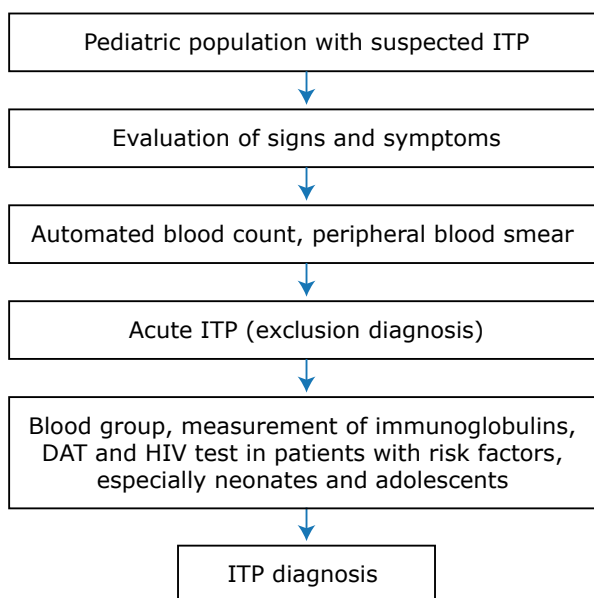 Pediatric population with suspected ITP
Evaluation of signs and symptoms
Automated blood count, peripheral blood smear
Acute ITP (exclusion diagnosis)
Blood group, measurement of immunoglobulins,
DAT and HIV test in patients with risk factors,
especially neonates and adolescents
ITP diagnosis